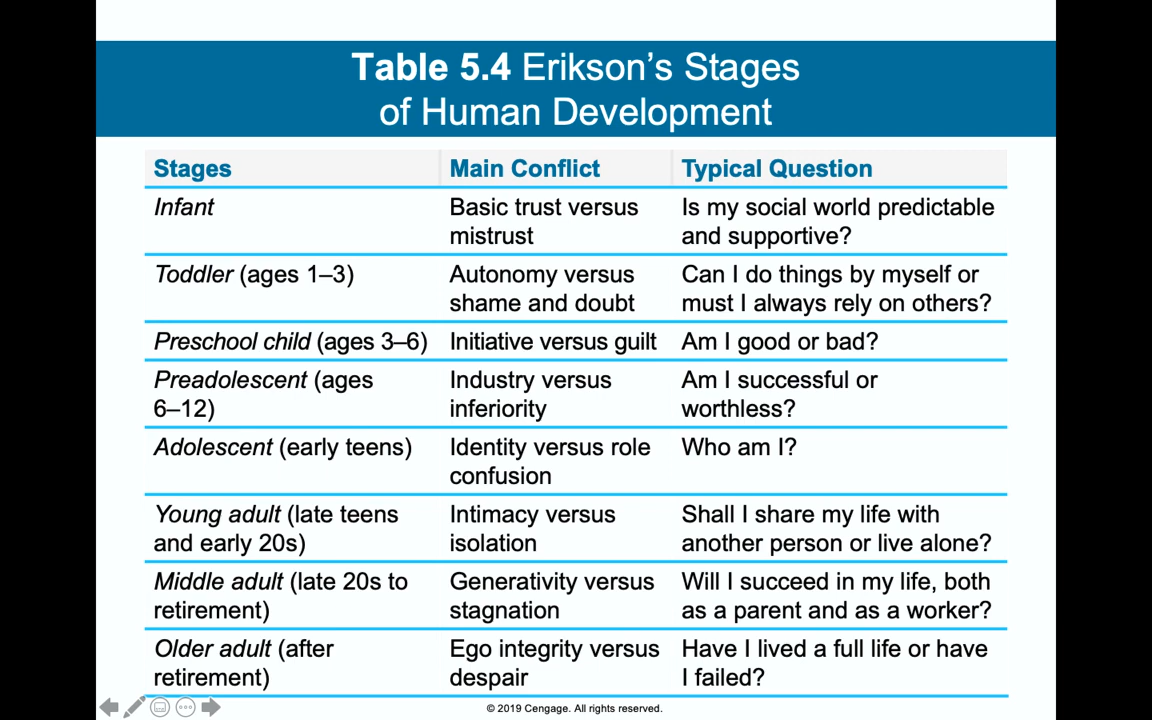 Table 5.4 Erikson’s Stages
of Human Development
Stages Main Conflict Typical Question
Infant Basic trust versus Is my social world predictable
mistrust and supportive?
Toddler (ages 1–3) Autonomy versus Can I do things by myself or
shame and doubt must I always rely on others?
Preschool child (ages 3–6) Initiative versus guilt Am I good or bad?
Preadolescent (ages Industry versus Am I successful or
6–12) inferiority worthless?
Adolescent (early teens) Identity versus role Who am I?
confusion
Young adult (late teens Intimacy versus Shall I share my life with
and early 20s) isolation another person or live alone?
Middle adult (late 20s to Generativity versus Will I succeed in my life, both
retirement) stagnation as a parent and as a worker?
Older adult (after Ego integrity versus Have I lived a full life or have
retirement) despair I failed?
© 2019 Cengage. All rights reserved.